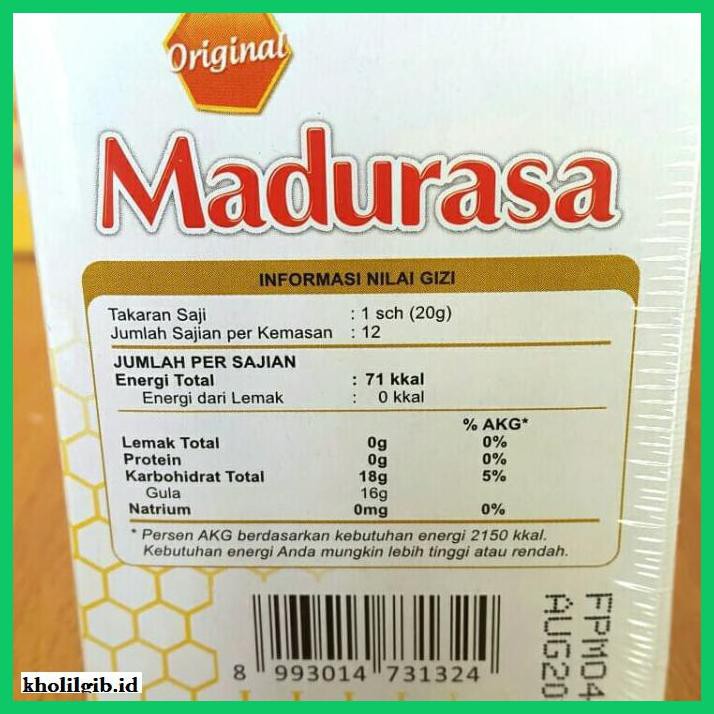 Original
Madurasa
INFORMASI NILAI GIZI
Takaran Saji : 1 sch (20g)
Jumlah Sajian per Kemasan : 12
JUMLAH PER SAJIAN
Energi Total : 71 kkal
Energi dari Lemak : 0 kkal
% AKG*
Lemak Total 0g 0%
Protein 0g 0%
Karbohidrat Total 18g 5%
Gula 16g
Natrium 0mg 0%
* Persen AKG berdasarkan kebutuhan energi 2150 kkal.
Kebutuhan energi Anda mungkin lebih tinggi atau rendah.
8 993014 731324
FPM04
AUG20
kholilgib.id